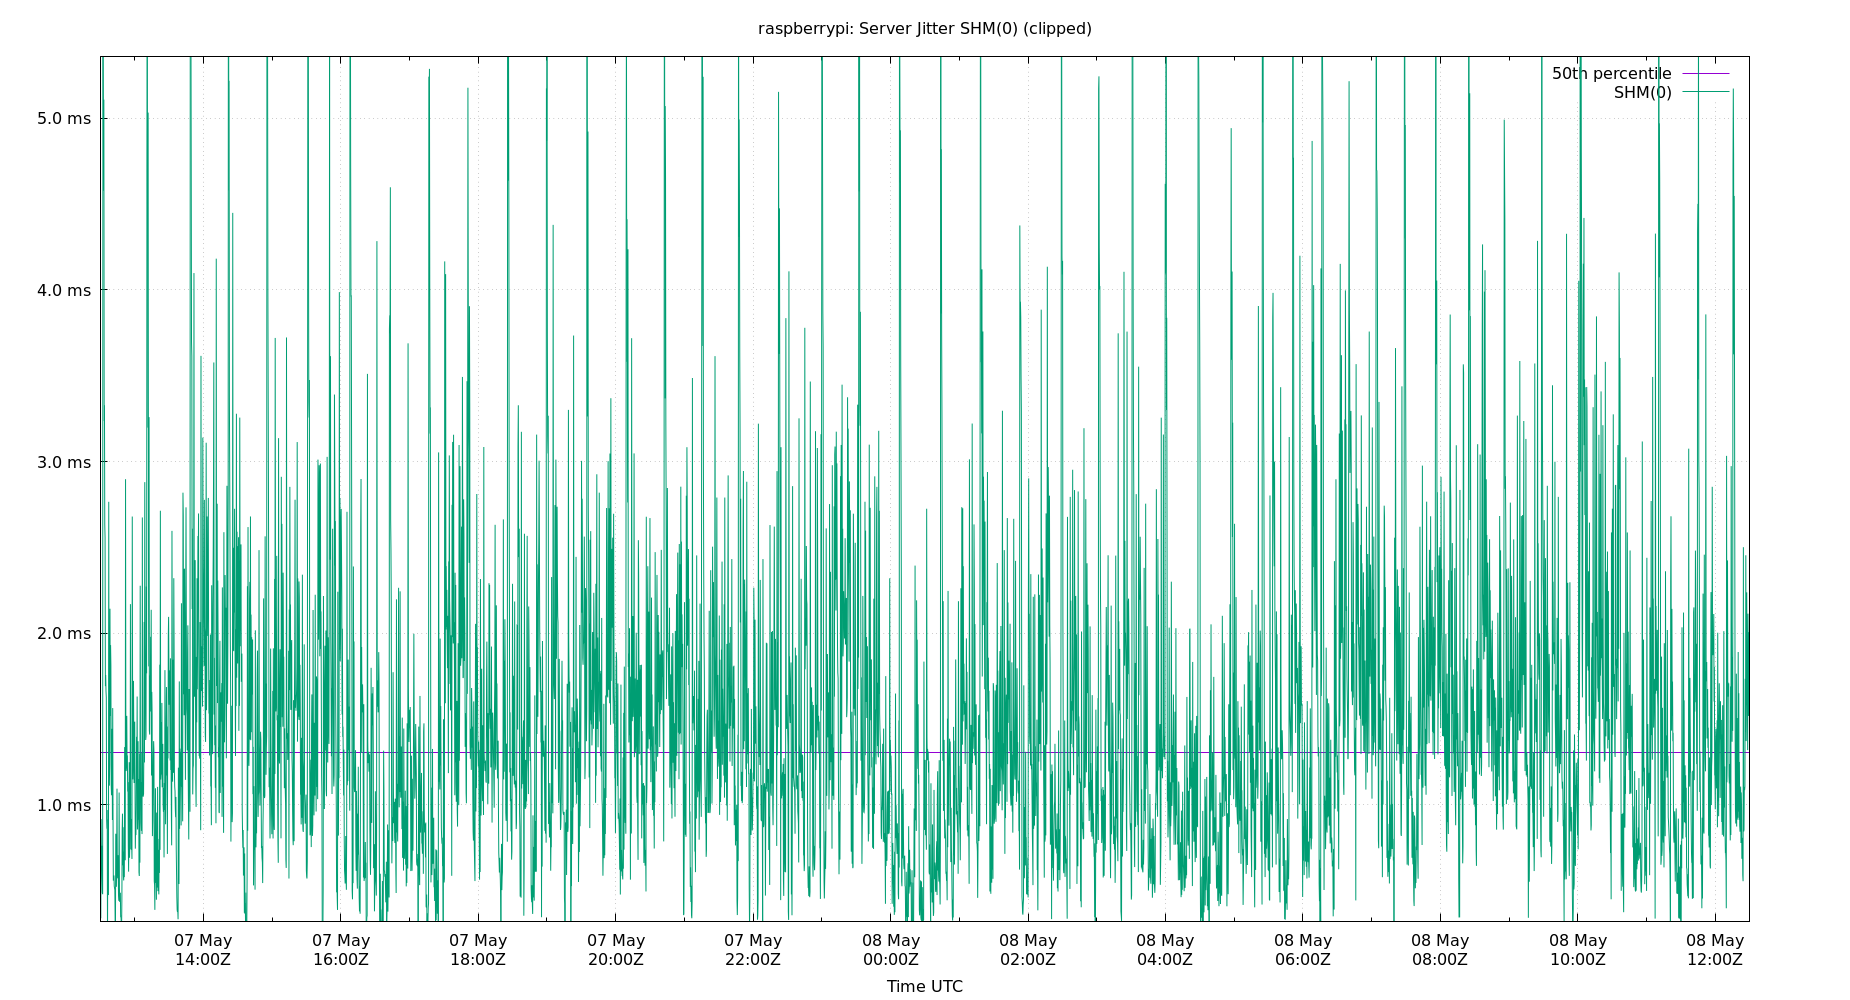 raspberrypi: Server Jitter SHM(0) (clipped)
50th percentile
SHM(0)
5.0 ms
4.0 ms
3.0 ms
2.0 ms
1.0 ms
07 May 07 May 07 May 07 May 07 May 08 May 08 May 08 May 08 May 08 May 08 May 08 May
14:00Z 16:00Z 18:00Z 20:00Z 22:00Z 00:00Z 02:00Z 04:00Z 06:00Z 08:00Z 10:00Z 12:00Z
Time UTC